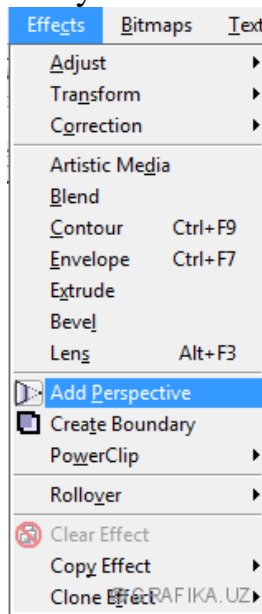 Effects Bitmaps Text
Adjust
Transform
Correction
Artistic Media
Blend
Contour Ctrl+F9
Envelope Ctrl+F7
Extrude
Bevel
Lens Alt+F3
Add Perspective
Create Boundary
PowerClip
Rollover
Clear Effect
Copy Effect
Clone Effect GRAFIKA.UZ